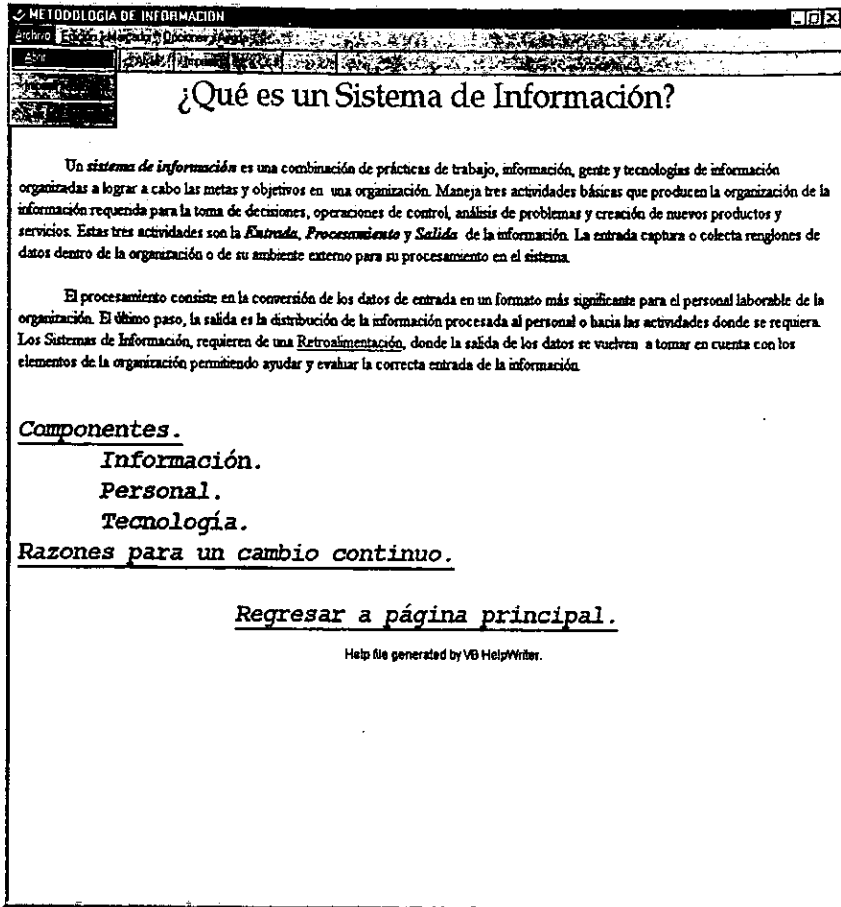 METODOLOGIA DE INFORMACION
Archivo Edición Marcador Opciones Ayuda
Abrir
¿Qué es un Sistema de Información?
Un sistema de información es una combinación de prácticas de trabajo, información, gente y tecnologías de información
organizadas a lograr a cabo las metas y objetivos en una organización. Maneja tres actividades básicas que producen la organización de la
información requerida para la toma de decisiones, operaciones de control, análisis de problemas y creación de nuevos productos y
servicios. Estas tres actividades son la Entrada, Procesamiento y Salida de la información. La entrada captura o colecta renglones de
datos dentro de la organización o de su ambiente externo para su procesamiento en el sistema.
El procesamiento consiste en la conversión de los datos de entrada en un formato más significante para el personal laborable de la
organización. El último paso, la salida es la distribución de la información procesada al personal o hacia las actividades donde se requiera.
Los Sistemas de Información, requieren de una Retroalimentación, donde la salida de los datos se vuelven a tomar en cuenta con los
elementos de la organización permitiendo ayudar y evaluar la correcta entrada de la información.
Componentes.
Información.
Personal.
Tecnología.
Razones para un cambio continuo.
Regresar a página principal.
Help file generated by VB HelpWriter.